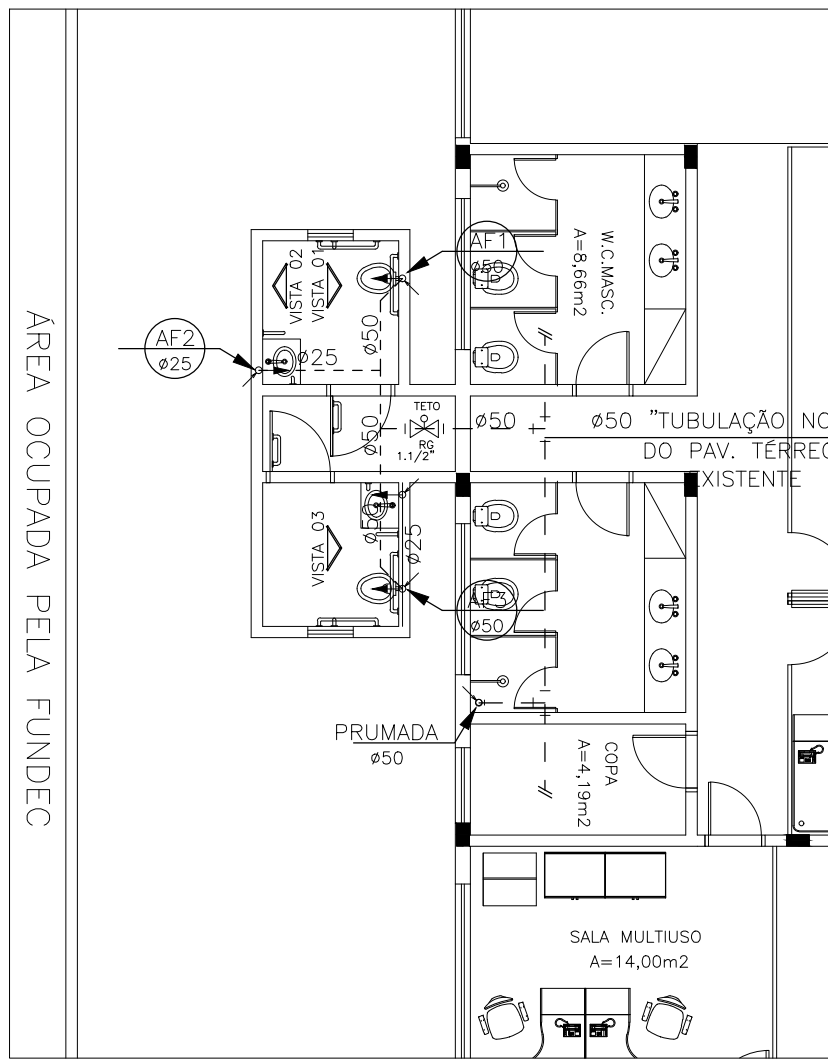 AF1
ø50
W.C.MASC.
A=8,66m2
VISTA 02
VISTA 01
ø50
AF2
ø25
ø25
TETO
RG
1.1/2"
ø50
ø50
ø50 "TUBULAÇÃO NO
DO PAV. TÉRREO
EXISTENTE
VISTA 03
ø50
ø25
AF3
ø50
PRUMADA
ø50
COPA
A=4,19m2
ÁREA OCUPADA PELA FUNDEC
SALA MULTIUSO
A=14,00m2